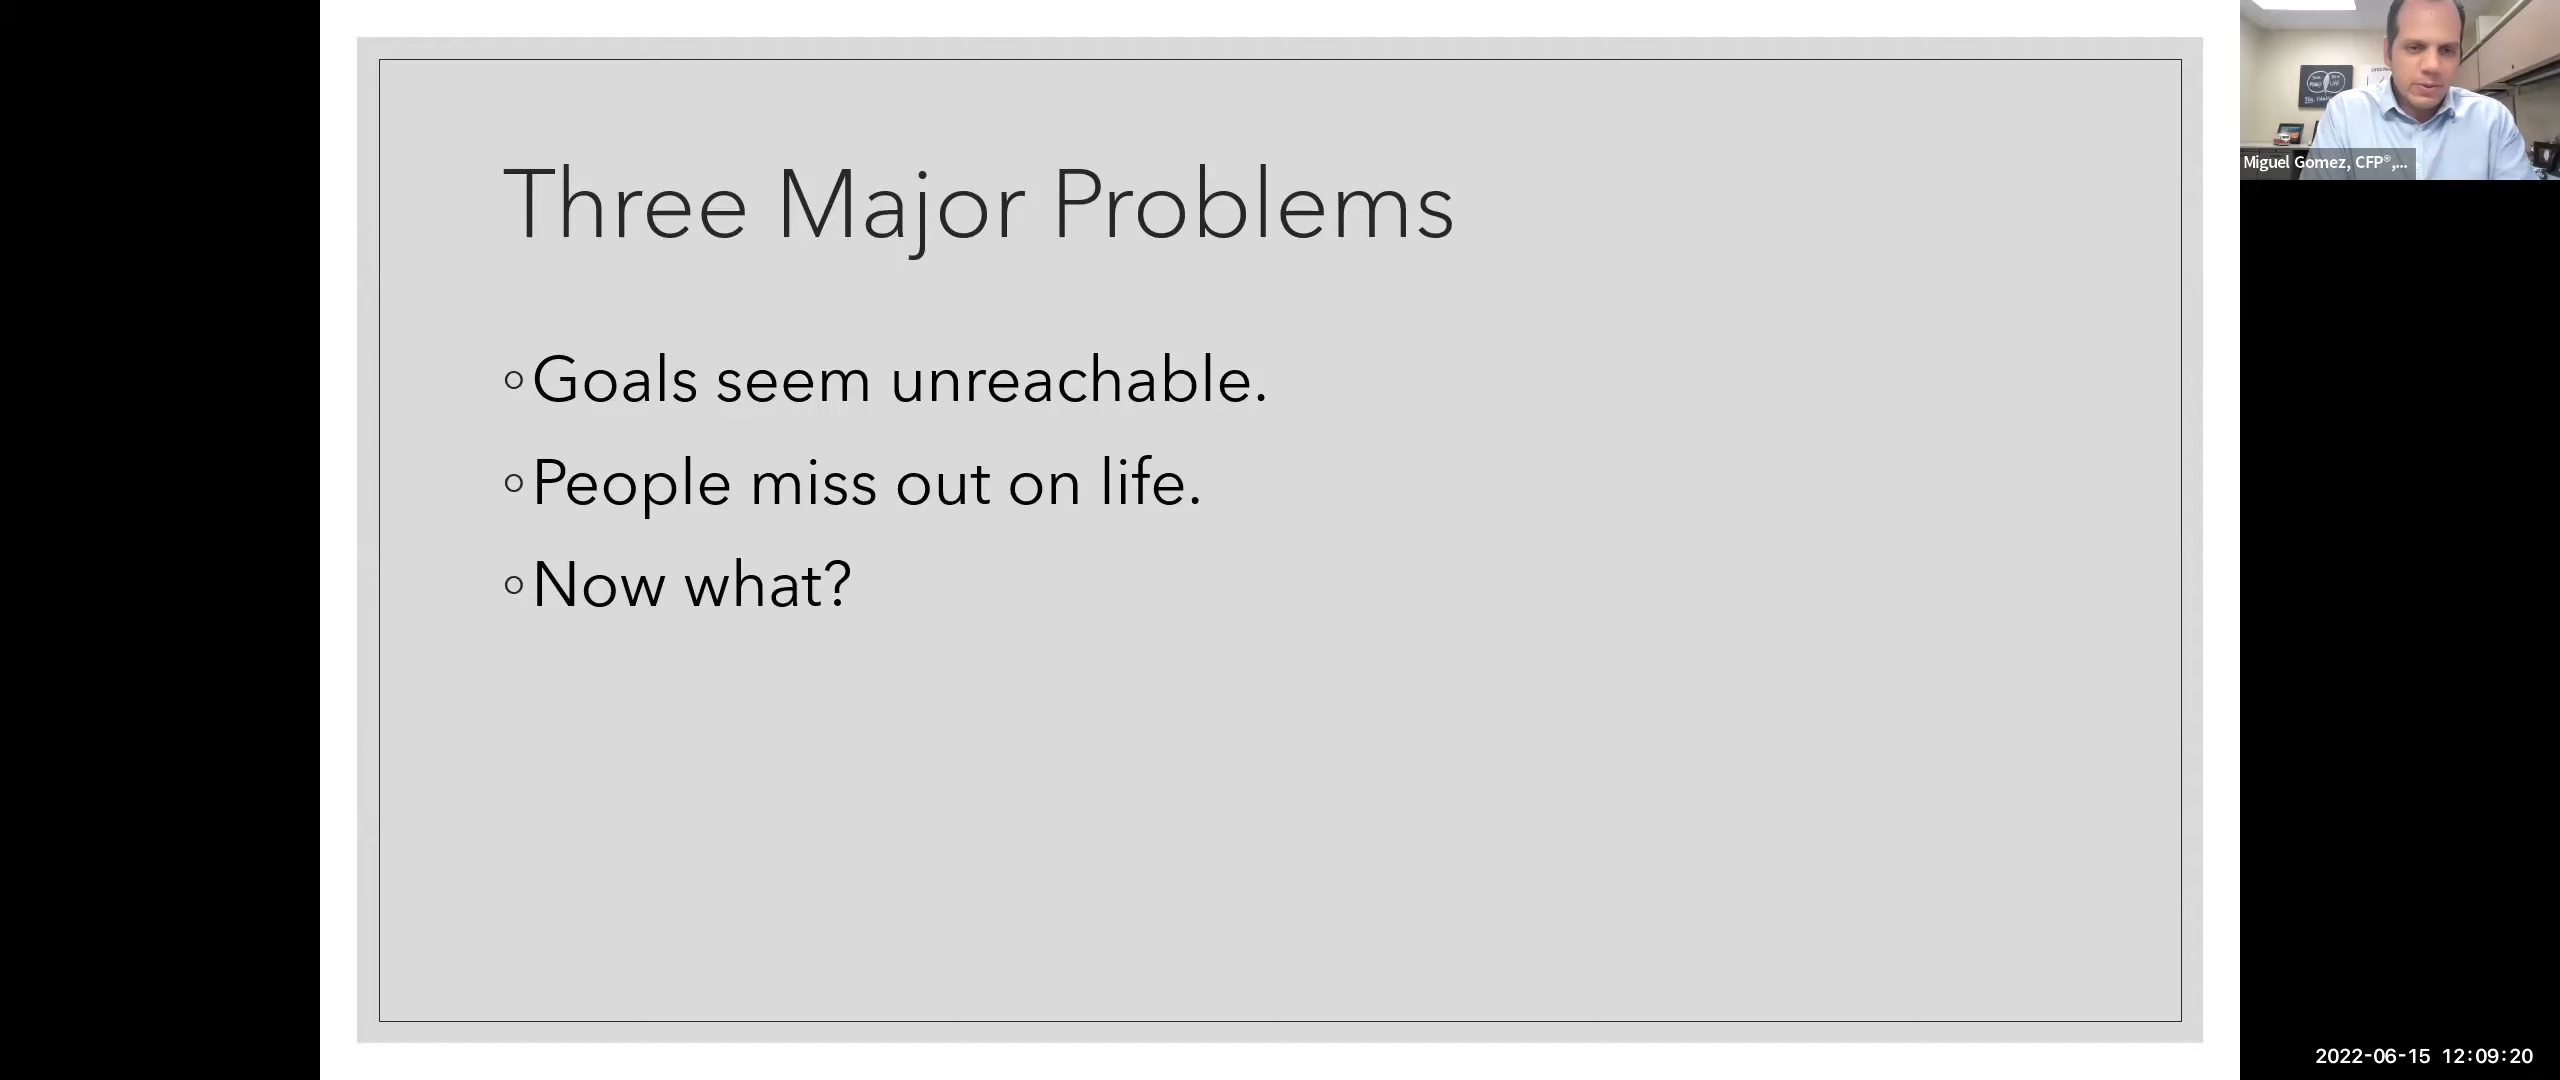 Three Major Problems
Goals seem unreachable.
People miss out on life.
Now what?
Miguel Gomez, CFP®,...
2022-06-15 12:09:20